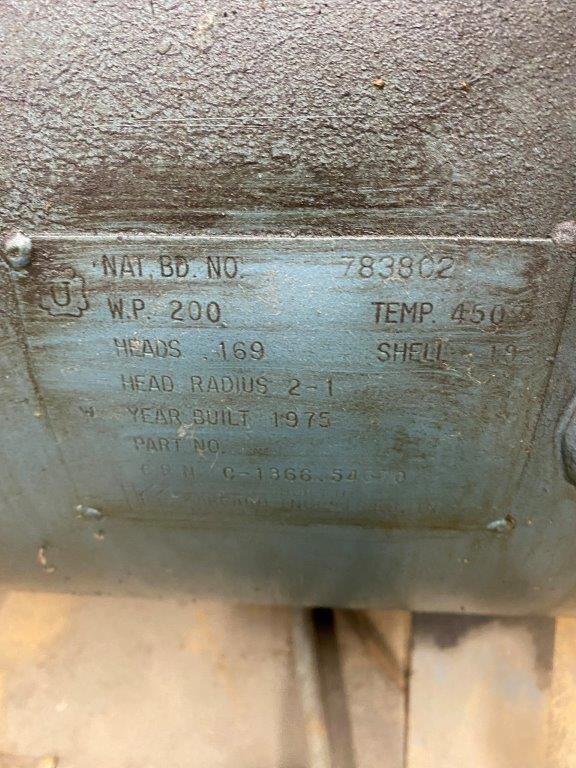 NAT. BD. NO. 783802
U
W.P. 200 TEMP. 450°
HEADS .169 SHELL
HEAD RADIUS 2-1
W YEAR BUILT 1975
PART NO.
C R N C-1366.